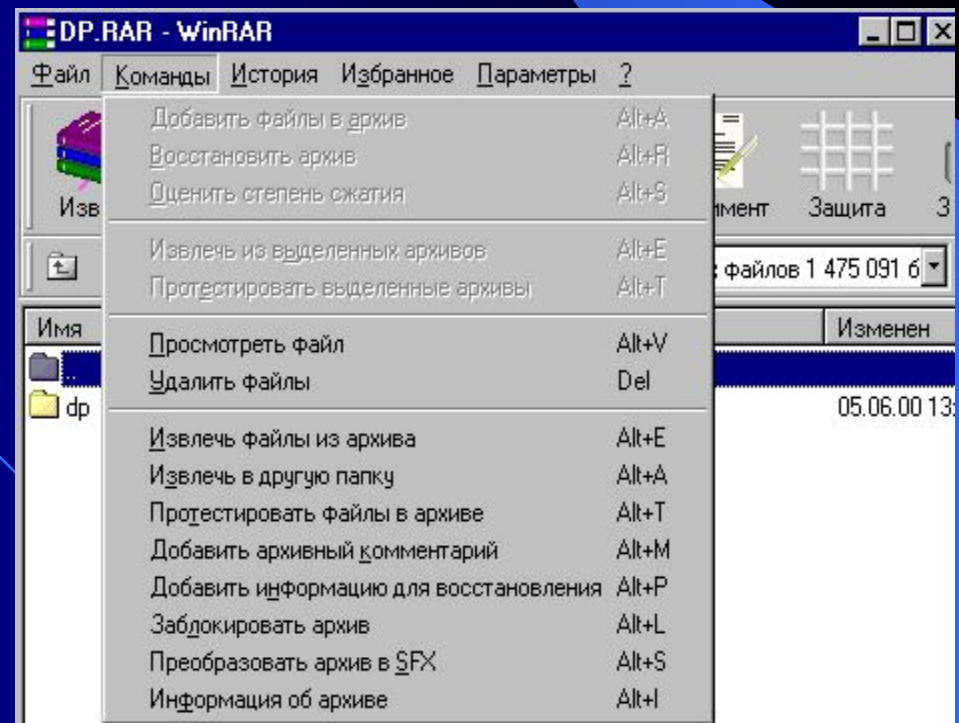 DP.RAR - WinRAR
Файл Команды История Избранное Параметры ?
Добавить файлы в архив Alt+A
Восстановить архив Alt+R
Оценить степень сжатия Alt+S
Извлечь из выделенных архивов Alt+E
Протестировать выделенные архивы Alt+T
Просмотреть файл Alt+V
Удалить файлы Del
Извлечь файлы из архива Alt+E
Извлечь в другую папку Alt+A
Протестировать файлы в архиве Alt+T
Добавить архивный комментарий Alt+M
Добавить информацию для восстановления Alt+P
Заблокировать архив Alt+L
Преобразовать архив в SFX Alt+S
Информация об архиве Alt+I
Изв
имент Защита З
файлов 1 475 091 б
Имя Изменен
..
dp 05.06.00 13: